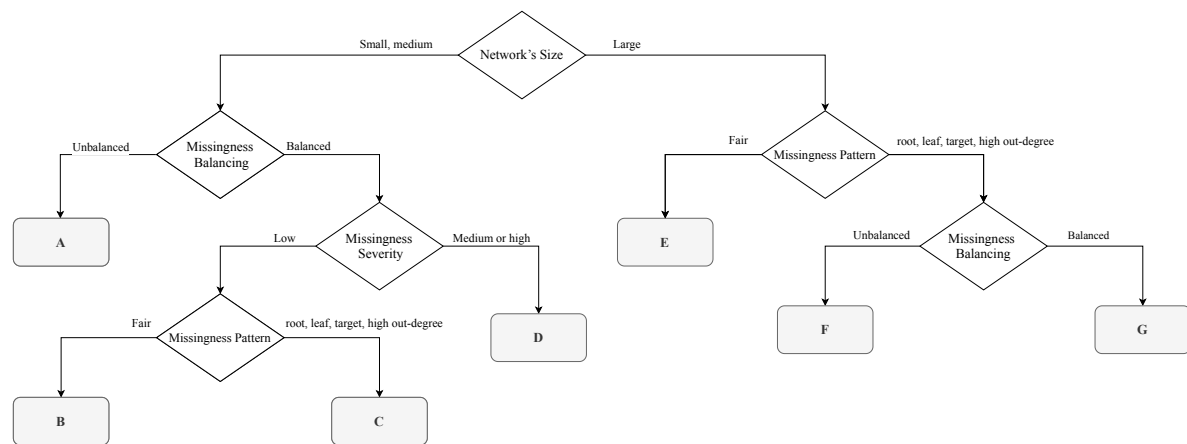 Small, medium
Network's Size
Large
Unbalanced
Missingness
Balancing
Balanced
Fair
Missingness Pattern
root, leaf, target, high out-degree
A
Low
Missingness
Severity
Medium or high
E
Unbalanced
Missingness
Balancing
Balanced
Fair
Missingness Pattern
root, leaf, target, high out-degree
D
F
G
B
C